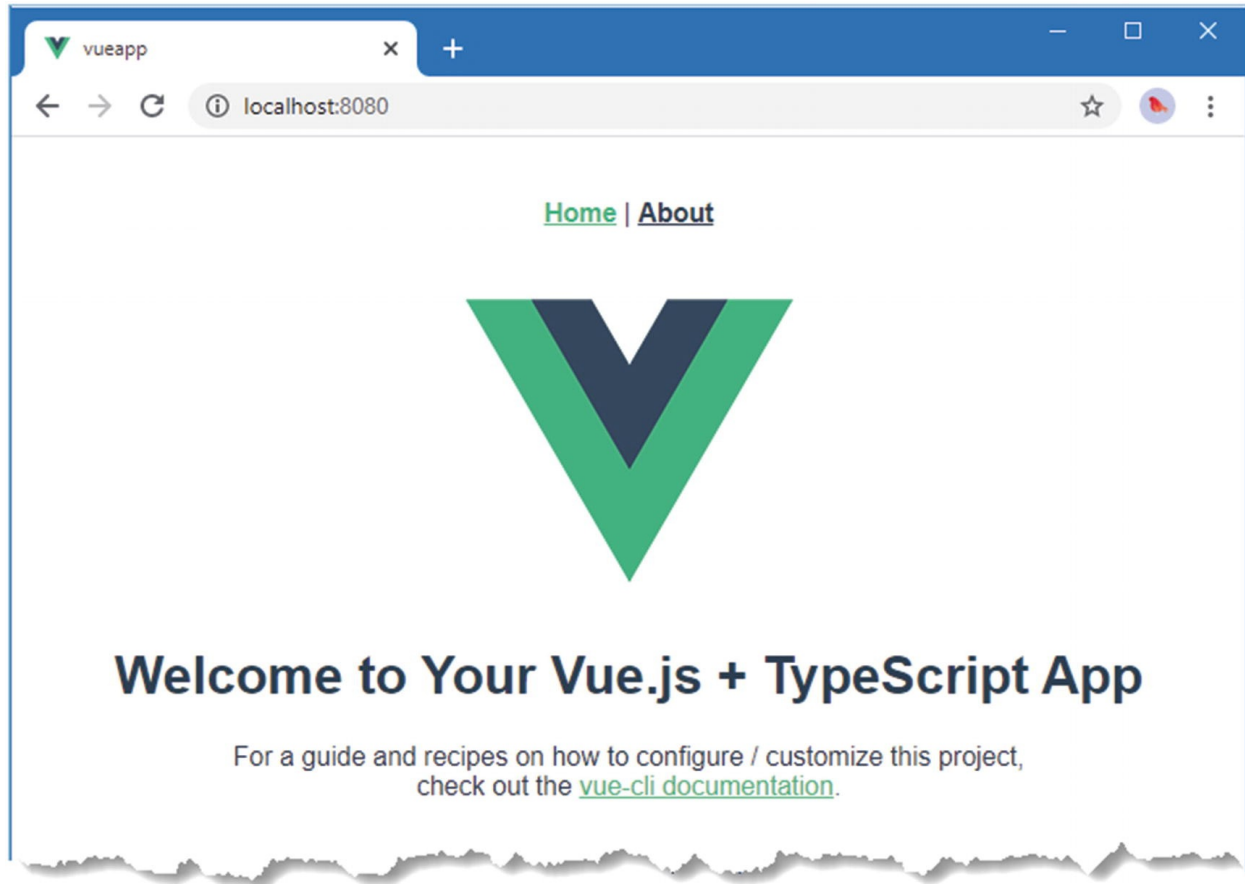 vueapp
localhost:8080
Home | About
Welcome to Your Vue.js + TypeScript App
For a guide and recipes on how to configure / customize this project,
check out the vue-cli documentation.